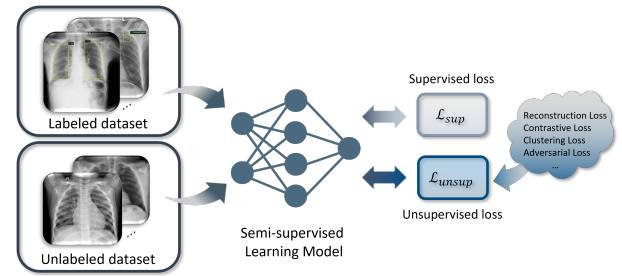 Labeled dataset
Unlabeled dataset
Semi-supervised
Learning Model
Supervised loss
ℒsup
ℒunsup
Unsupervised loss
Reconstruction Loss
Contrastive Loss
Clustering Loss
Adversarial Loss
...